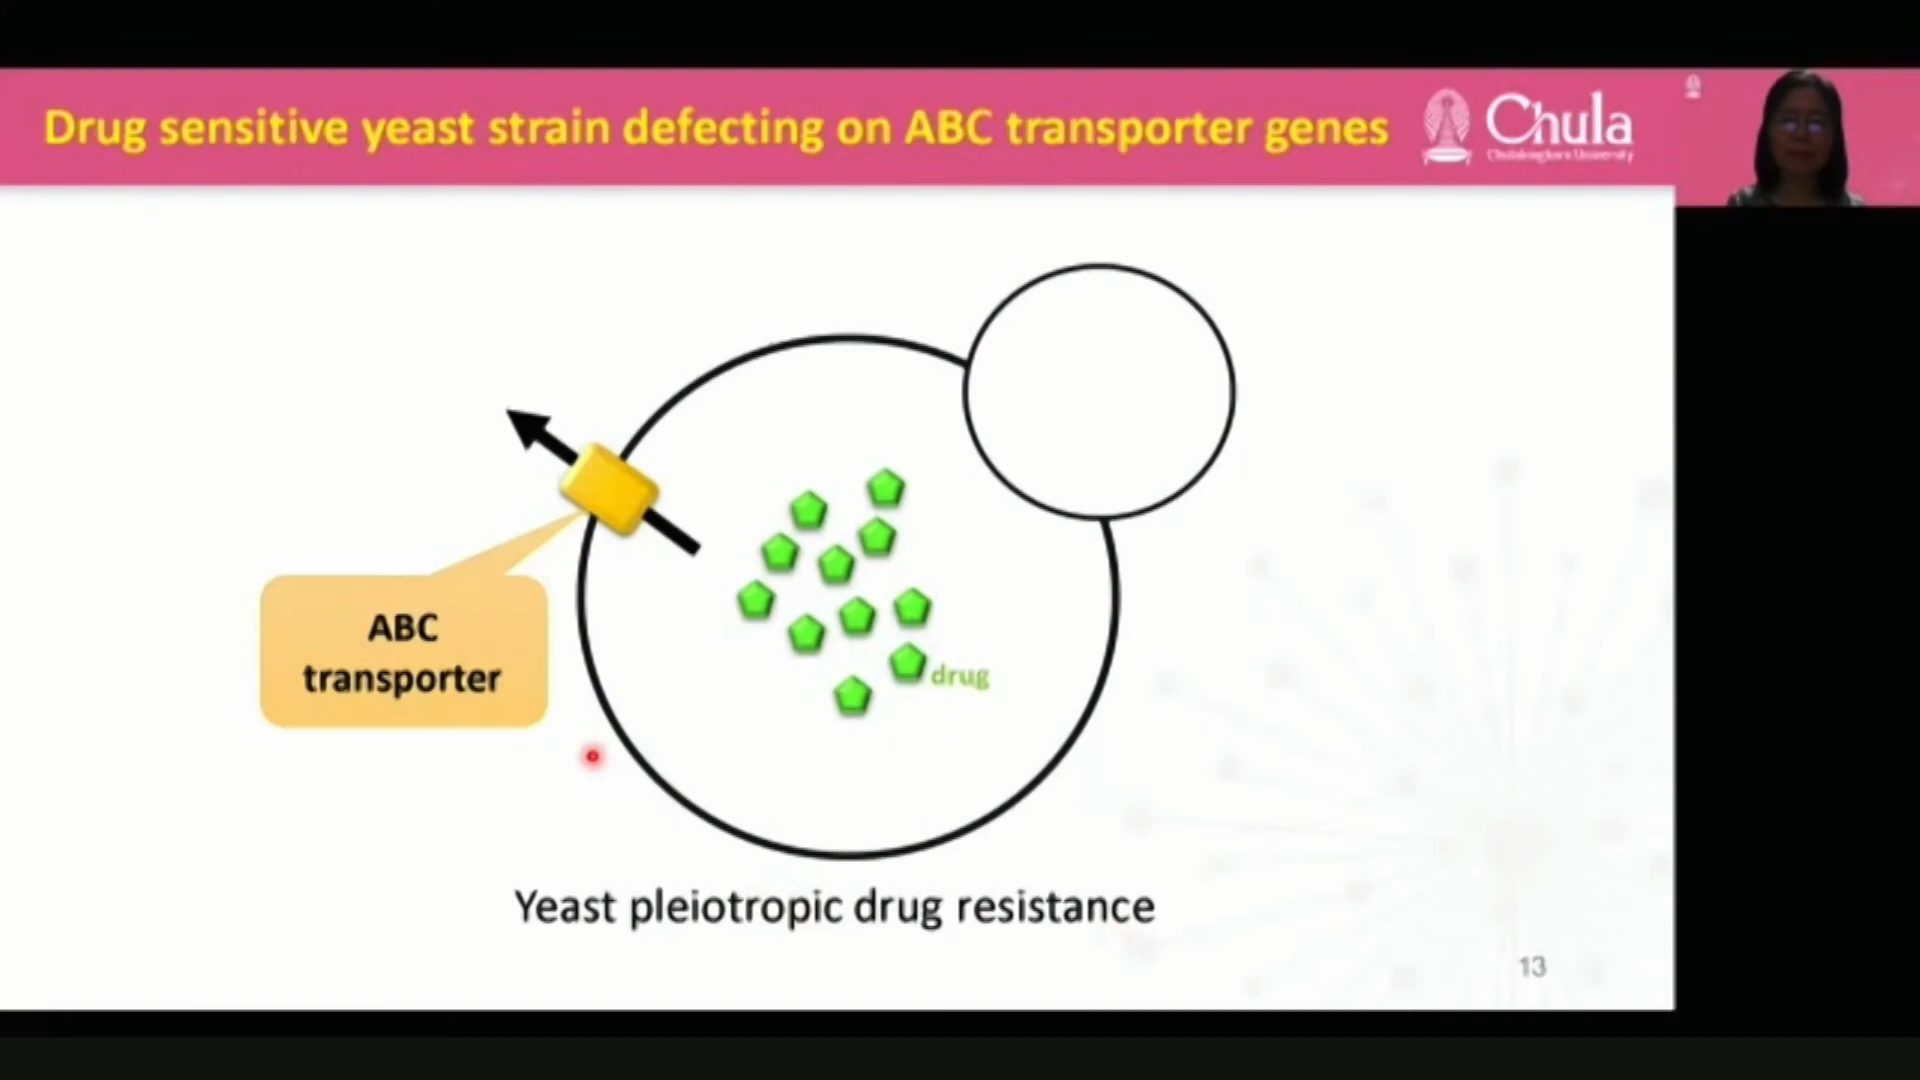 Drug sensitive yeast strain defecting on ABC transporter genes
Chula
Chulalongkorn University
ABC
transporter
drug
Yeast pleiotropic drug resistance
13